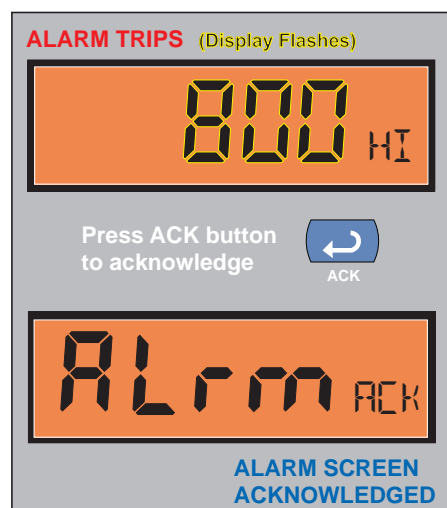 ALARM TRIPS (Display Flashes)
800 HI
Press ACK button
to acknowledge
ACK
ALrm ACK
ALARM SCREEN
ACKNOWLEDGED